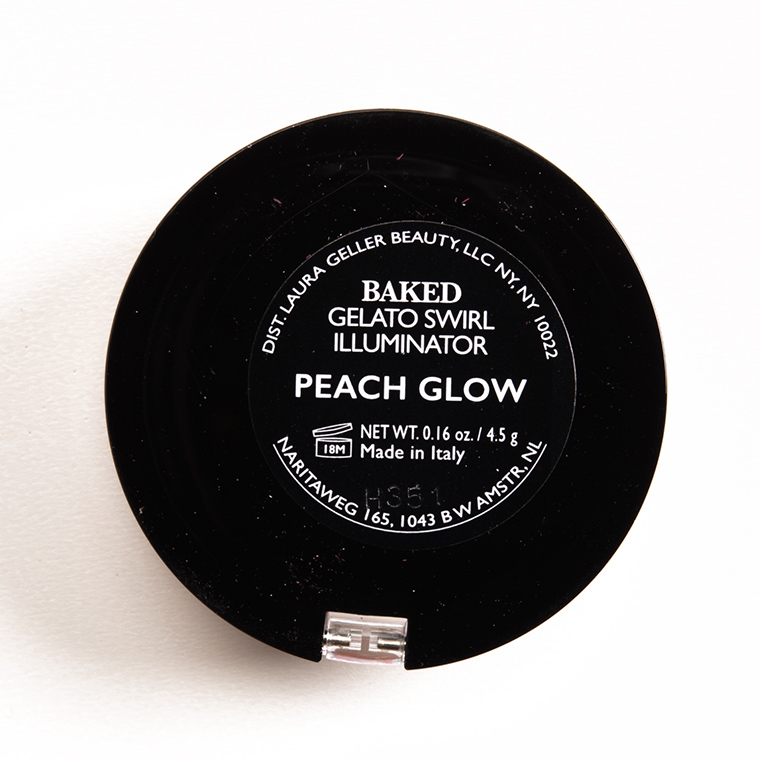 DIST. LAURA GELLER BEAUTY, LLC NY, NY 10022
BAKED
GELATO SWIRL
ILLUMINATOR
PEACH GLOW
18M
NET WT. 0.16 oz. / 4.5 g
Made in Italy
H351
NARITAWEG 165, 1043 BW AMSTR, NL